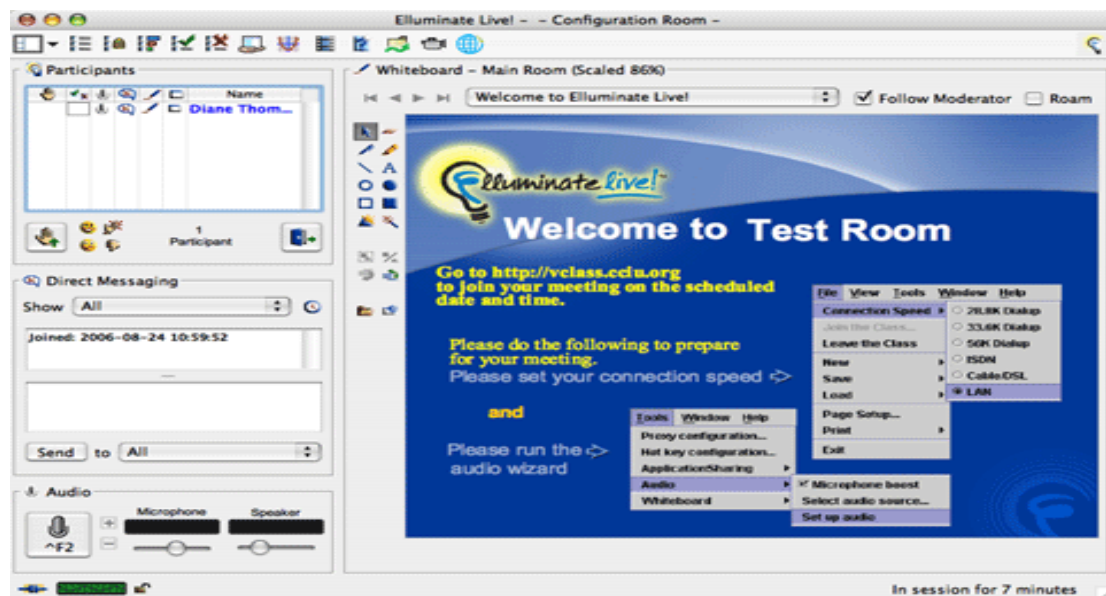 Elluminate Live! - - Configuration Room -
Participants
Name
Diane Thom...
1
Participant
Direct Messaging
Show All
Joined: 2006-08-24 10:59:52
Send to All
Audio
Microphone Speaker
^F2
Whiteboard - Main Room (Scaled 86%)
Welcome to Elluminate Live!
Follow Moderator
Roam
Elluminate live!™
Welcome to Test Room
Go to http://vclass.cclu.org
to join your meeting on the scheduled
date and time.
Please do the following to prepare
for your meeting.
Please set your connection speed
and
Please run the
audio wizard
File View Tools Window Help
Connection Speed
Join the Class...
Leave the Class
New
Save
Load
Page Setup...
Print
Exit
28.8K Dialup
33.6K Dialup
56K Dialup
ISDN
Cable/DSL
LAN
Tools Window Help
Proxy configuration...
Hot key configuration...
ApplicationSharing
Audio
Whiteboard
Microphone boost
Select audio source...
Set up audio
In session for 7 minutes